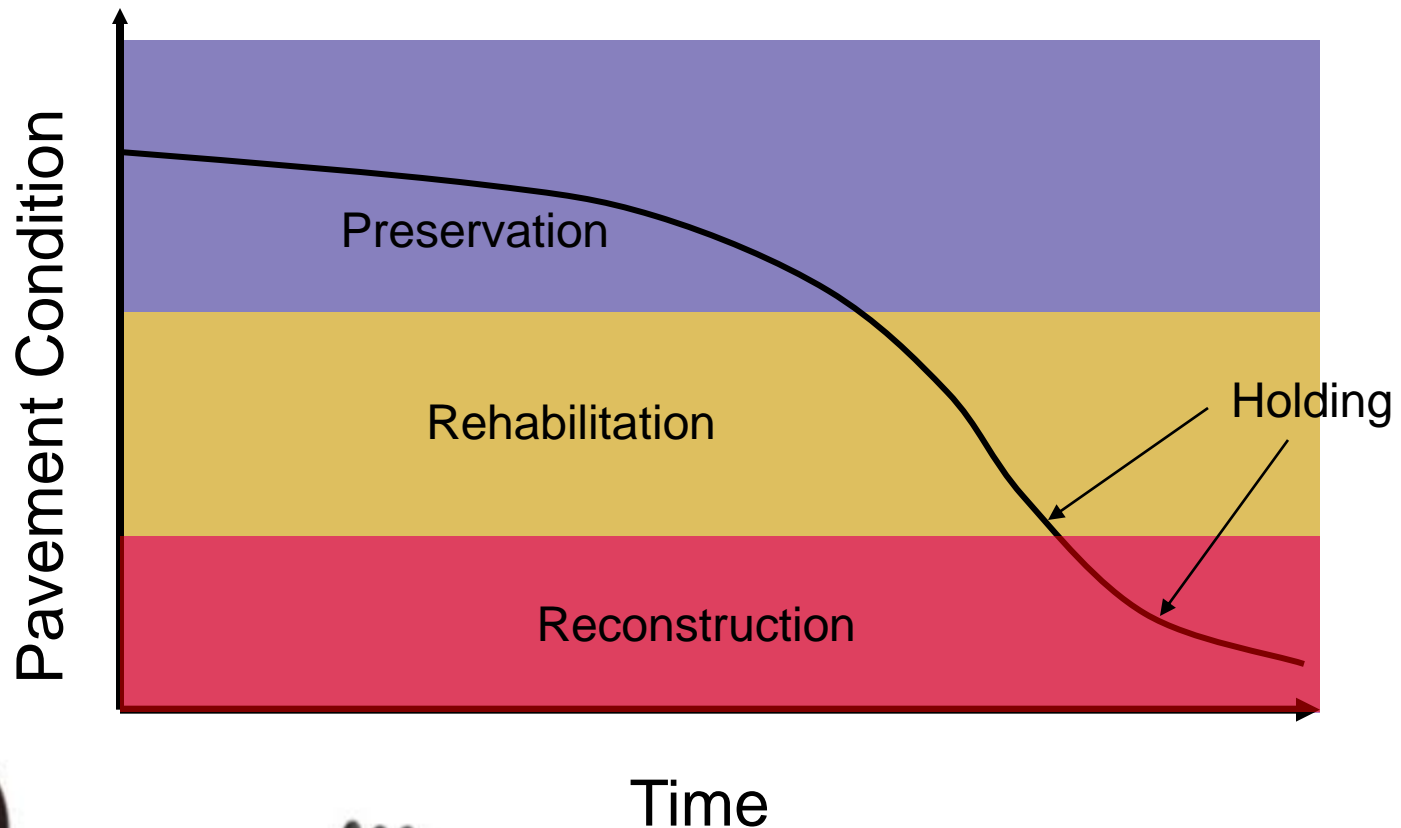 Pavement Condition
Preservation
Rehabilitation
Holding
Reconstruction
Time